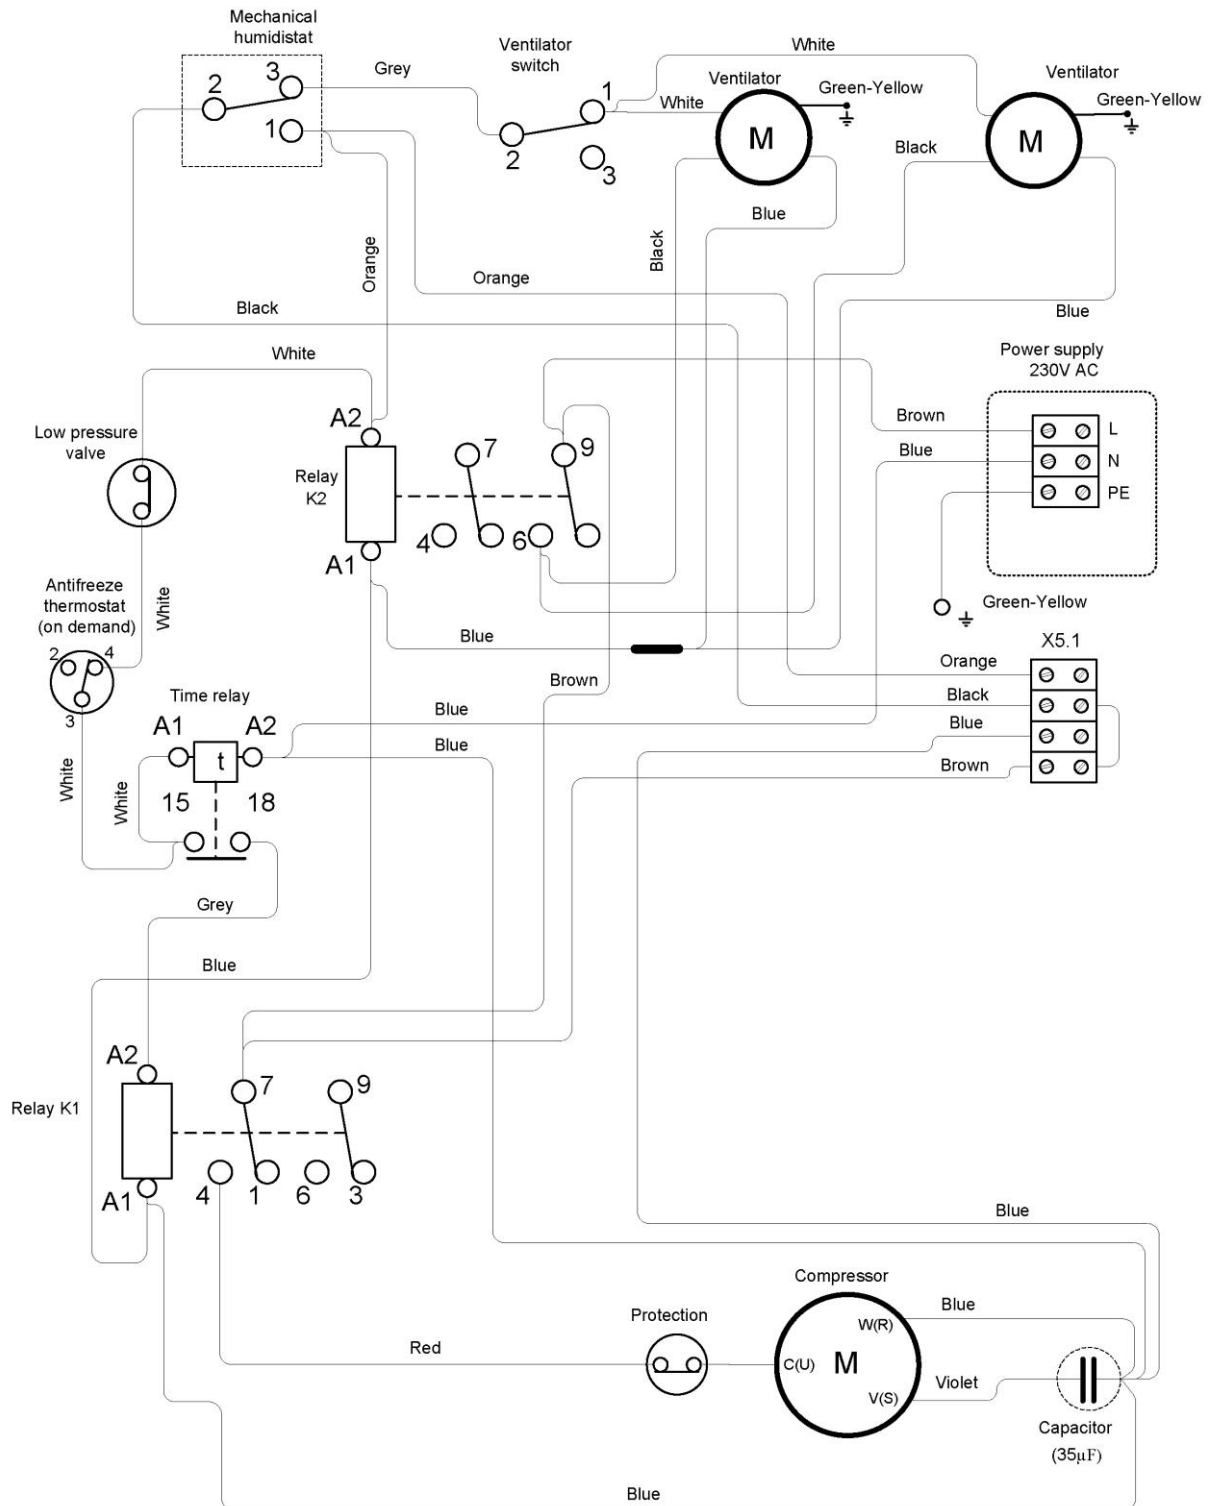 Mechanical
humidistat
2
3
1
Grey
Ventilator
switch
1
2
3
White
Ventilator
White
M
Green-Yellow
Ventilator
Green-Yellow
M
Black
Blue
Black
Orange
Orange
Black
Blue
White
Power supply
230V AC
Brown
L
Blue
N
PE
Green-Yellow
Low pressure
valve
A2
Relay
K2
A1
7
9
4
6
White
Antifreeze
thermostat
(on demand)
2
4
3
Blue
Brown
X5.1
Orange
Black
Blue
Brown
Time relay
A1
A2
t
15
18
Blue
Blue
White
White
Grey
Blue
A2
Relay K1
A1
7
9
4
1
6
3
Blue
Compressor
Protection
Red
W(R)
C(U)
M
V(S)
Blue
Violet
Capacitor
(35µF)
Blue